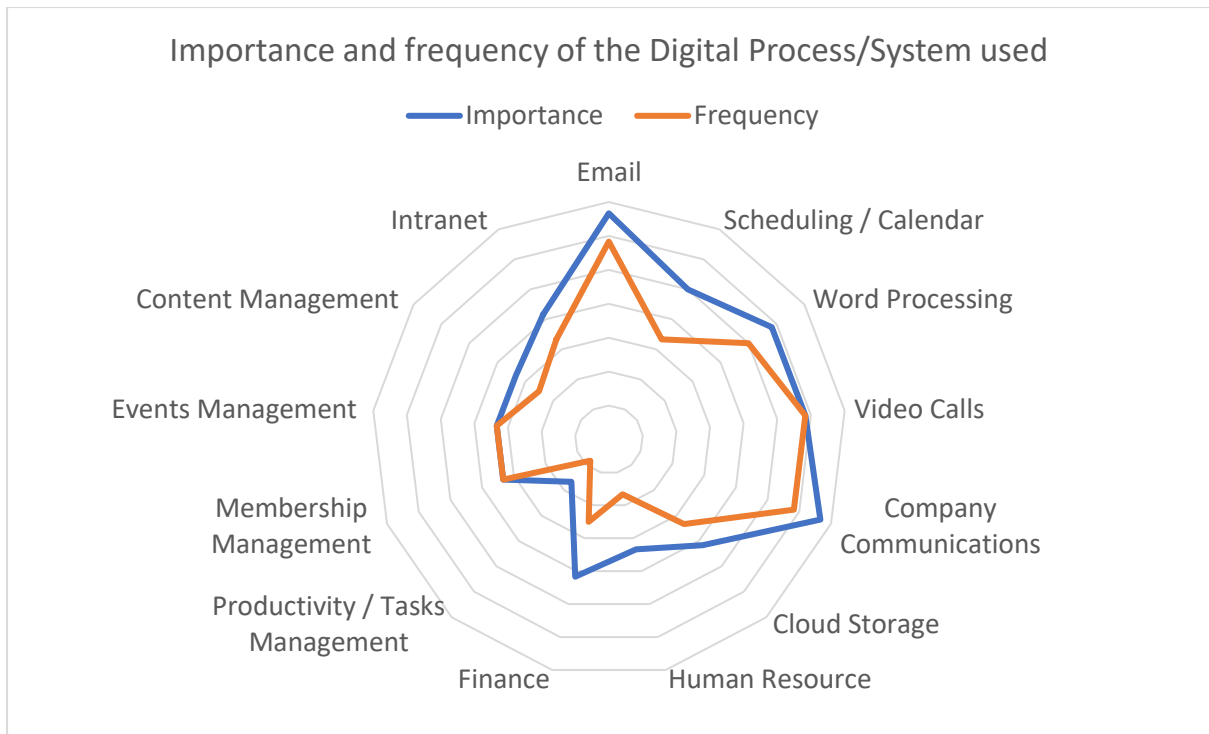 Importance and frequency of the Digital Process/System used
Importance
Frequency
Email
Scheduling / Calendar
Word Processing
Video Calls
Company
Communications
Cloud Storage
Human Resource
Finance
Productivity / Tasks
Management
Membership
Management
Events Management
Content Management
Intranet